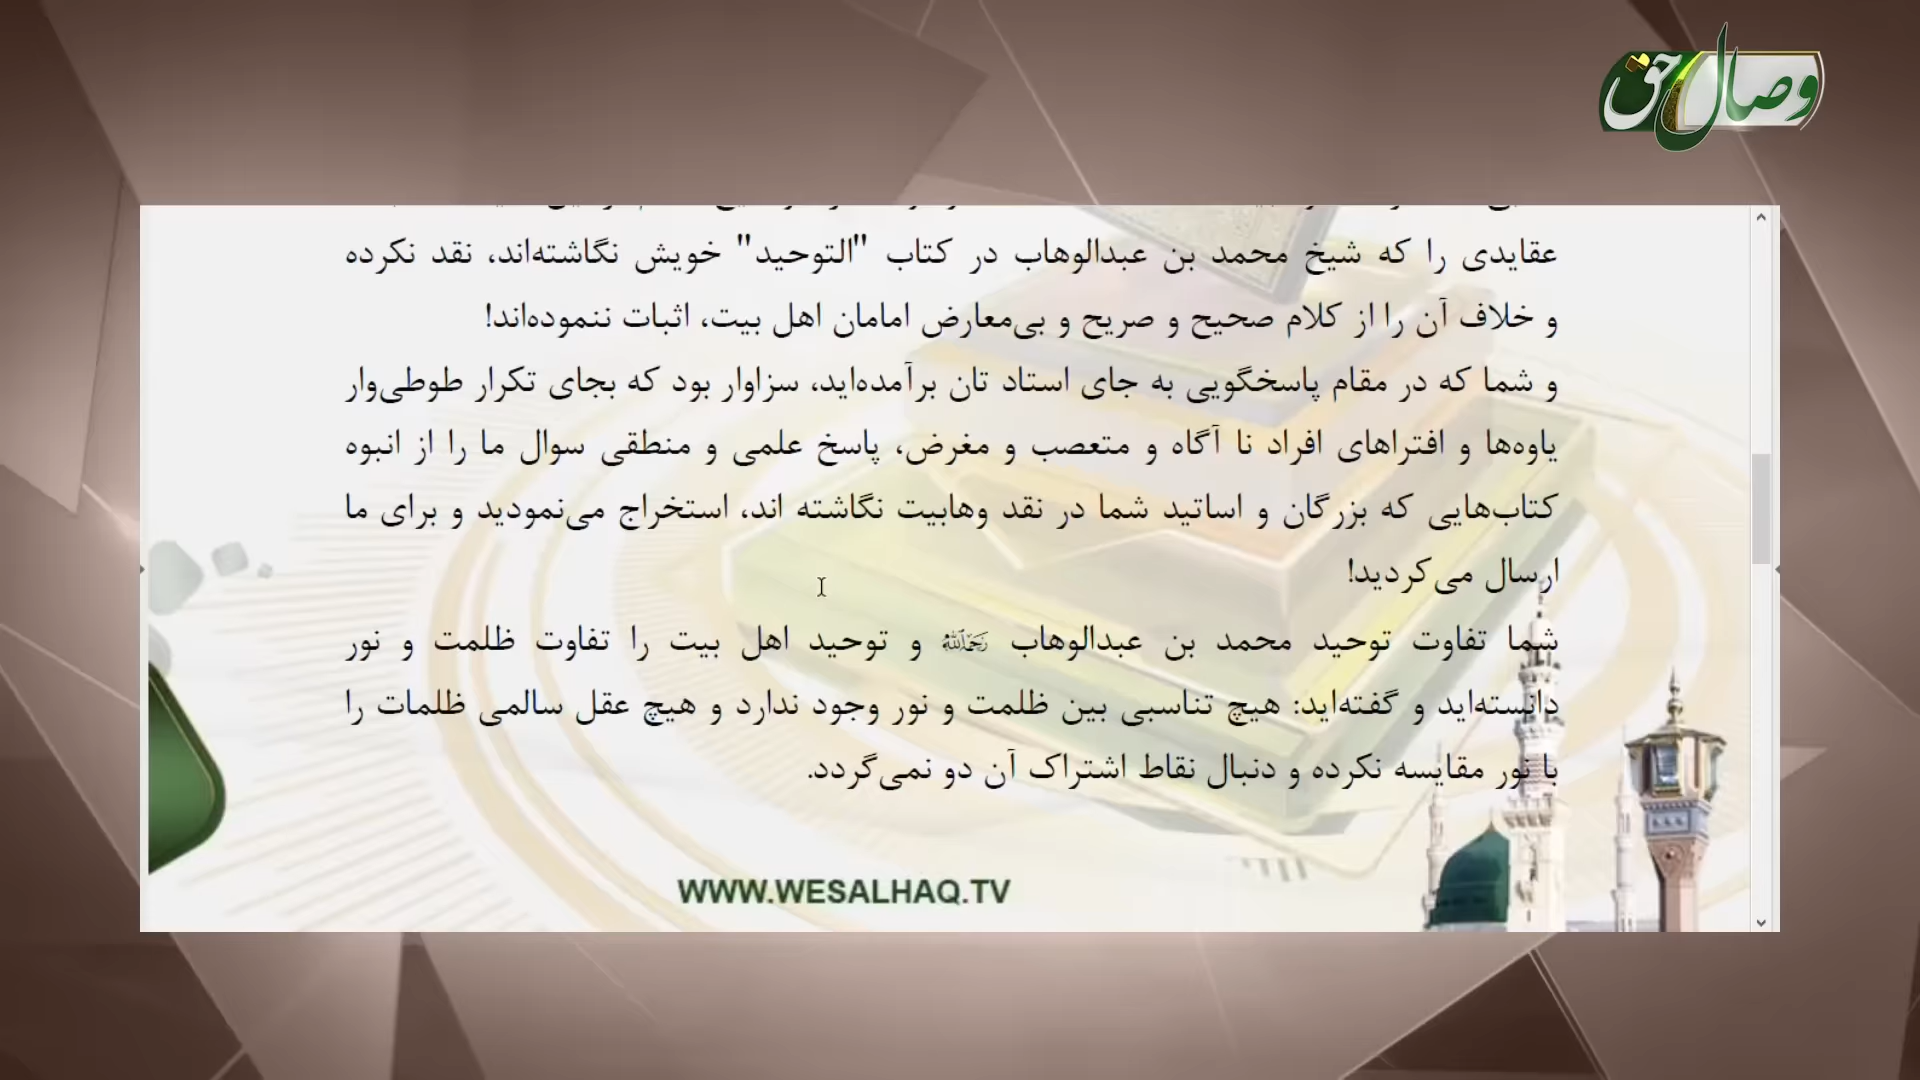 وصال حق
عقایدی را که شیخ محمد بن عبدالوهاب در کتاب "التوحید" خویش نگاشته‌اند، نقد نکرده
و خلاف آن را از کلام صحیح و صریح و بی‌معارض امامان اهل بیت، اثبات ننموده‌اند!
و شما که در مقام پاسخگویی به جای استاد تان برآمده‌اید، سزاوار بود که بجای تکرار طوطی‌وار
یاوه‌ها و افتراهای افراد نا آگاه و متعصب و مغرض، پاسخ علمی و منطقی سوال ما را از انبوه
کتاب‌هایی که بزرگان و اساتید شما در نقد وهابیت نگاشته اند، استخراج می‌نمودید و برای ما
ارسال می‌کردید!
شما تفاوت توحید محمد بن عبدالوهاب رحمه الله و توحید اهل بیت را تفاوت ظلمت و نور
دانسته‌اید و گفته‌اید: هیچ تناسبی بین ظلمت و نور وجود ندارد و هیچ عقل سالمی ظلمات را
با نور مقایسه نکرده و دنبال نقاط اشتراک آن دو نمی‌گردد.
WWW.WESALHAQ.TV